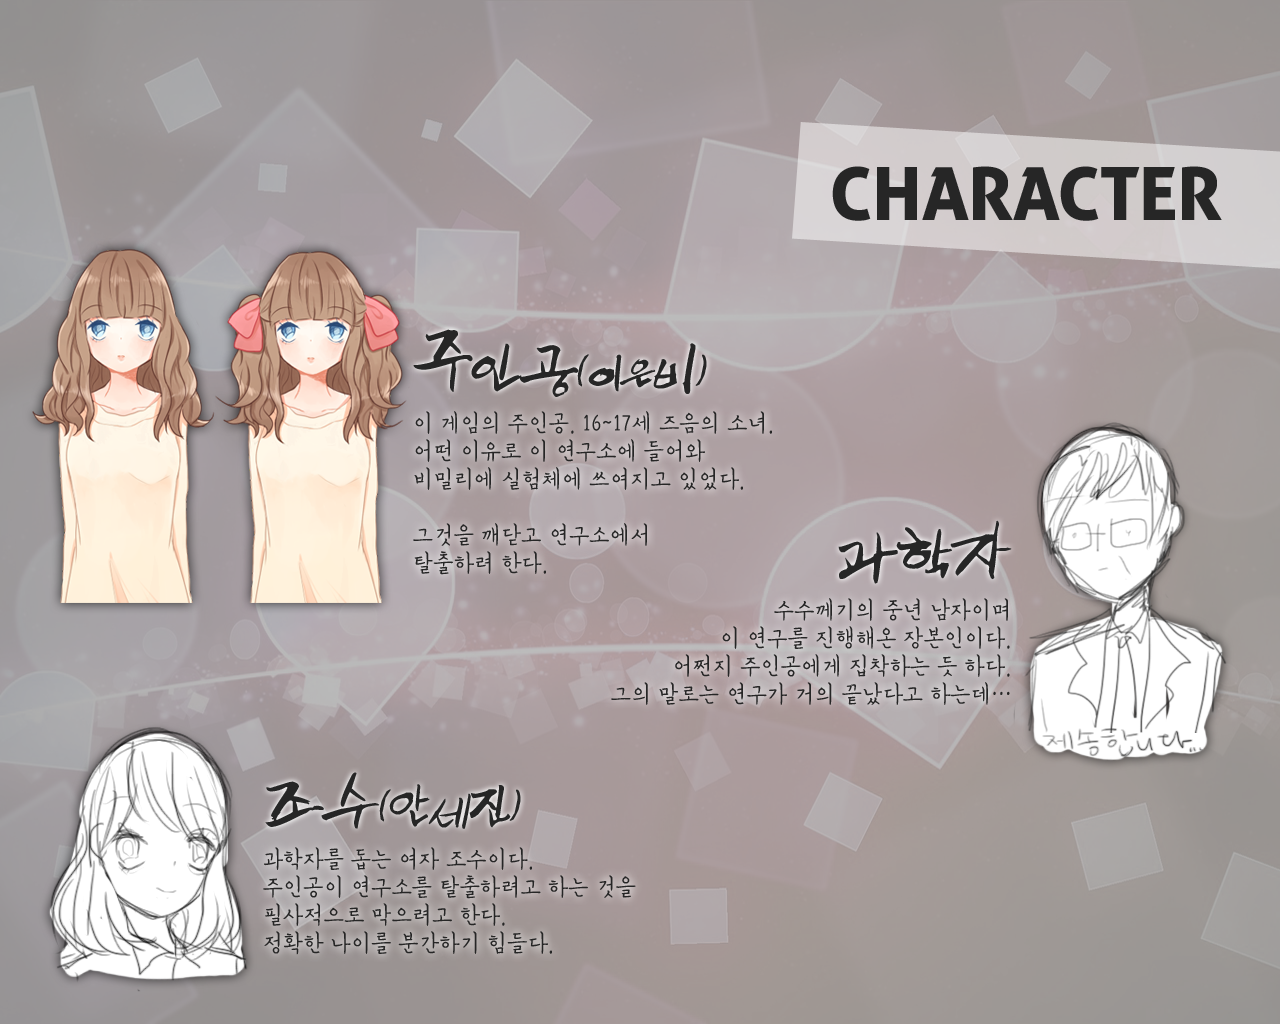 CHARACTER
주인공(이은비)
이 게임의 주인공. 16~17세 즈음의 소녀.
어떤 이유로 이 연구소에 들어와
비밀리에 실험체에 쓰여지고 있었다.
그것을 깨닫고 연구소에서
탈출하려 한다.
과학자
수수께기의 중년 남자이며
이 연구를 진행해온 장본인이다.
어쩐지 주인공에게 집착하는 듯 하다.
그의 말로는 연구가 거의 끝났다고 하는데…
제송합니다...
조수(안세진)
과학자를 돕는 여자 조수이다.
주인공이 연구소를 탈출하려고 하는 것을
필사적으로 막으려고 한다.
정확한 나이를 분간하기 힘들다.